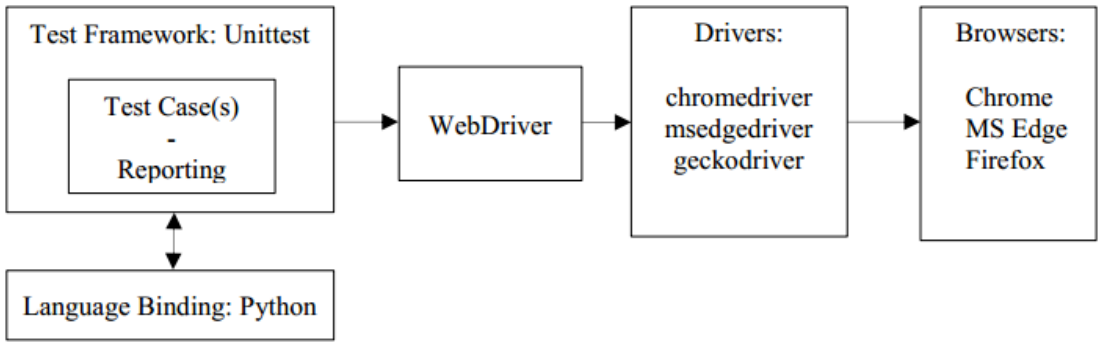 Test Framework: Unittest
Test Case(s)
-
Reporting
Language Binding: Python
WebDriver
Drivers:
chromedriver
msedgedriver
geckodriver
Browsers:
Chrome
MS Edge
Firefox